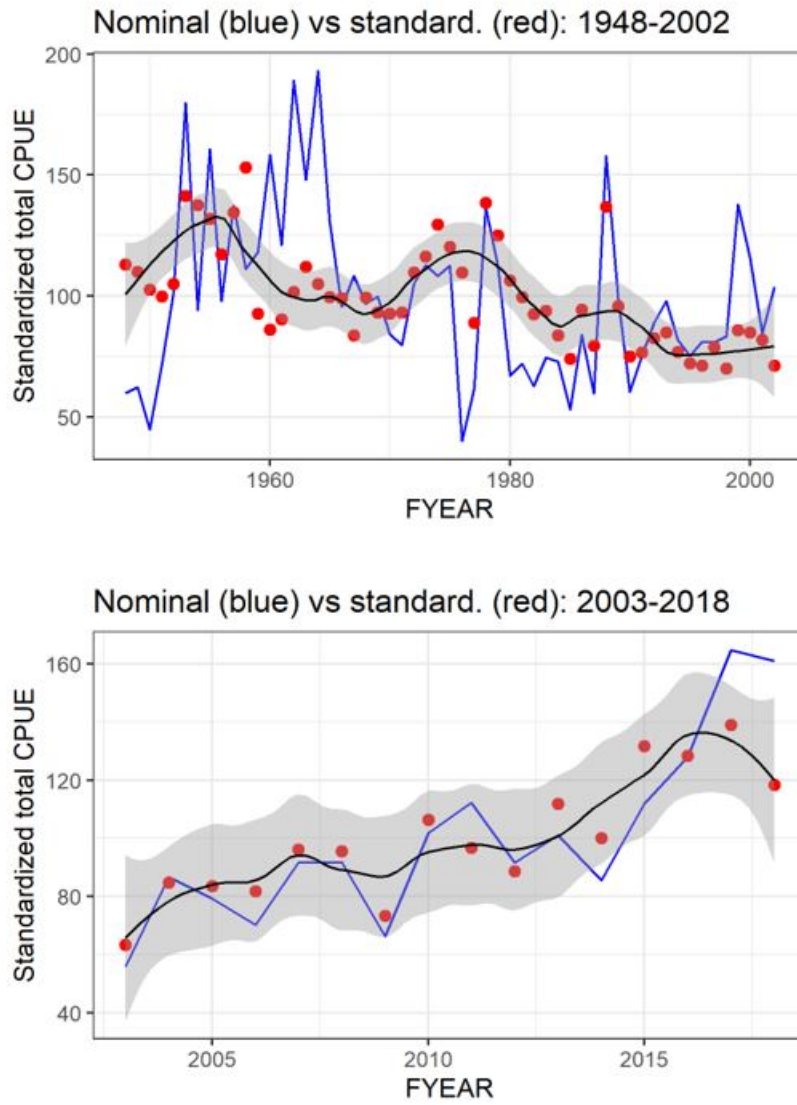 Nominal (blue) vs standard. (red): 1948-2002
200
150
100
50
Standardized total CPUE
1960
1980
2000
FYEAR
Nominal (blue) vs standard. (red): 2003-2018
160
120
80
40
Standardized total CPUE
2005
2010
2015
FYEAR